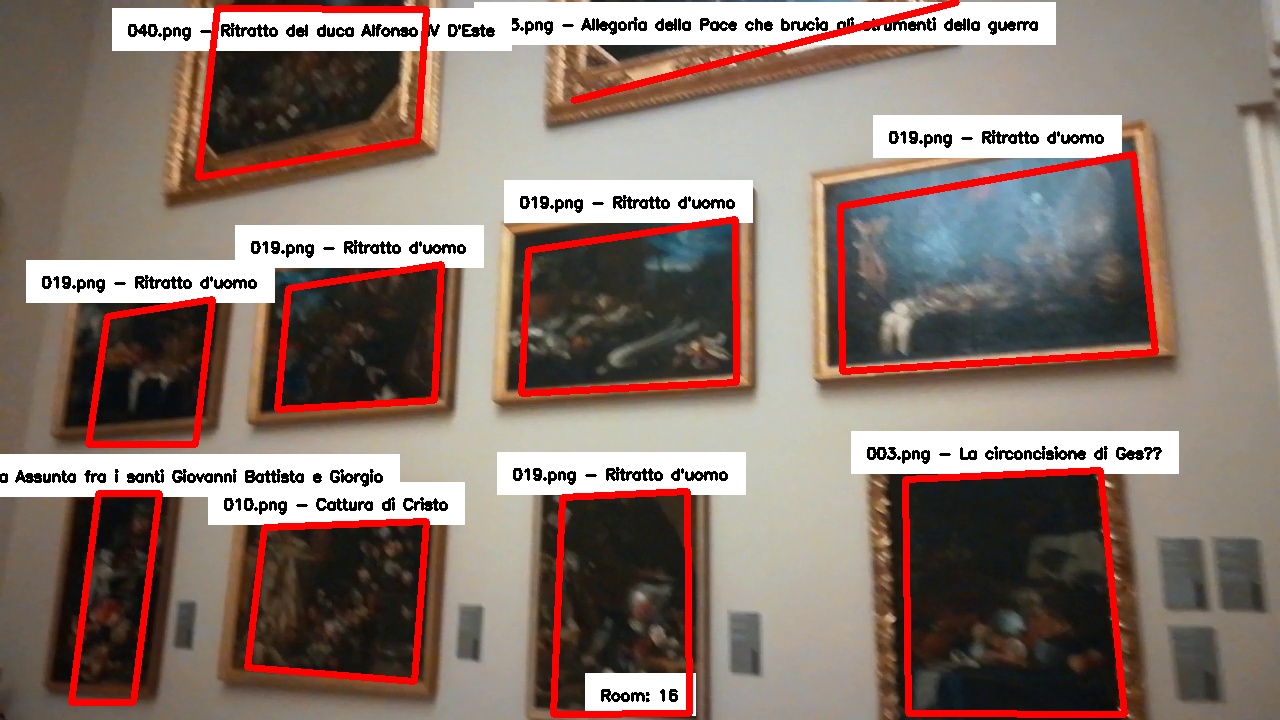 040.png - Ritratto del duca Alfonso IV D'Este
5.png - Allegoria della Pace che brucia gli strumenti della guerra
019.png - Ritratto d'uomo
019.png - Ritratto d'uomo
019.png - Ritratto d'uomo
019.png - Ritratto d'uomo
003.png - La circoncisione di Ges??
a Assunta fra i santi Giovanni Battista e Giorgio
019.png - Ritratto d'uomo
010.png - Cattura di Cristo
Room: 16